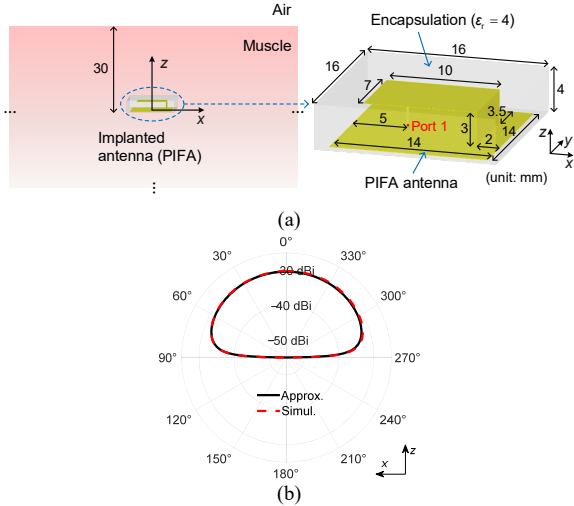 Air
Muscle
30
z
x
...
...
Implanted
antenna (PIFA)
...
Encapsulation (εr = 4)
16
16
10
7
4
3.5
5
Port 1
3
14
2
14
PIFA antenna
(unit: mm)
z
y
x
(a)
0°
30°
330°
−30 dBi
60°
300°
−40 dBi
−50 dBi
90°
270°
Approx.
Simul.
120°
240°
150°
210°
180°
z
x
(b)